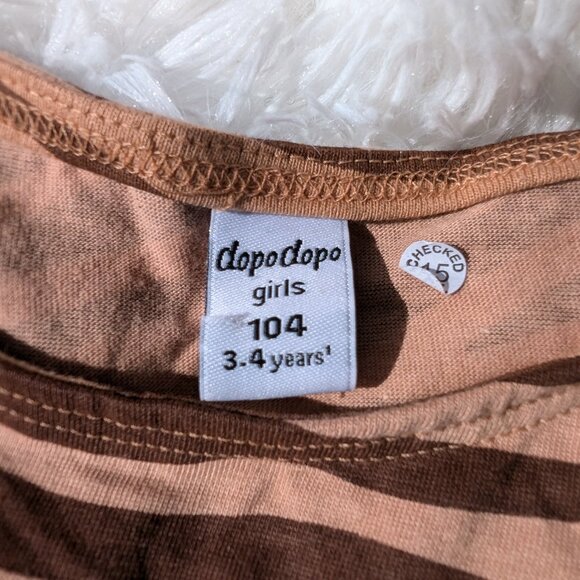 dopodopo
girls
104
3-4 years¹
CHECKED
15